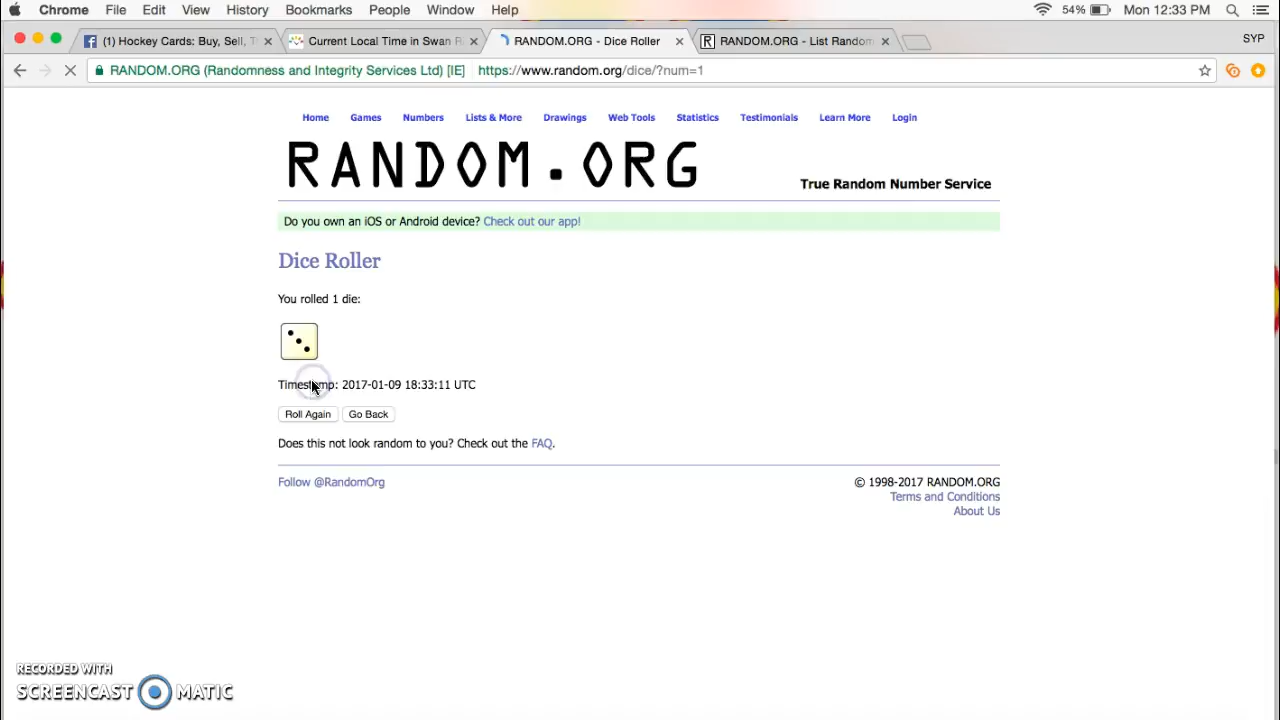 Chrome File Edit View History Bookmarks People Window Help 54% Mon 12:33 PM
(1) Hockey Cards: Buy, Sell, T Current Local Time in Swan R RANDOM.ORG - Dice Roller RANDOM.ORG - List Random SYP
RANDOM.ORG (Randomness and Integrity Services Ltd) [IE] https://www.random.org/dice/?num=1
Home Games Numbers Lists & More Drawings Web Tools Statistics Testimonials Learn More Login
RANDOM.ORG
True Random Number Service
Do you own an iOS or Android device? Check out our app!
Dice Roller
You rolled 1 die:
Timestamp: 2017-01-09 18:33:11 UTC
Roll Again Go Back
Does this not look random to you? Check out the FAQ.
Follow @RandomOrg © 1998-2017 RANDOM.ORG
Terms and Conditions
About Us
RECORDED WITH
SCREENCAST MATIC